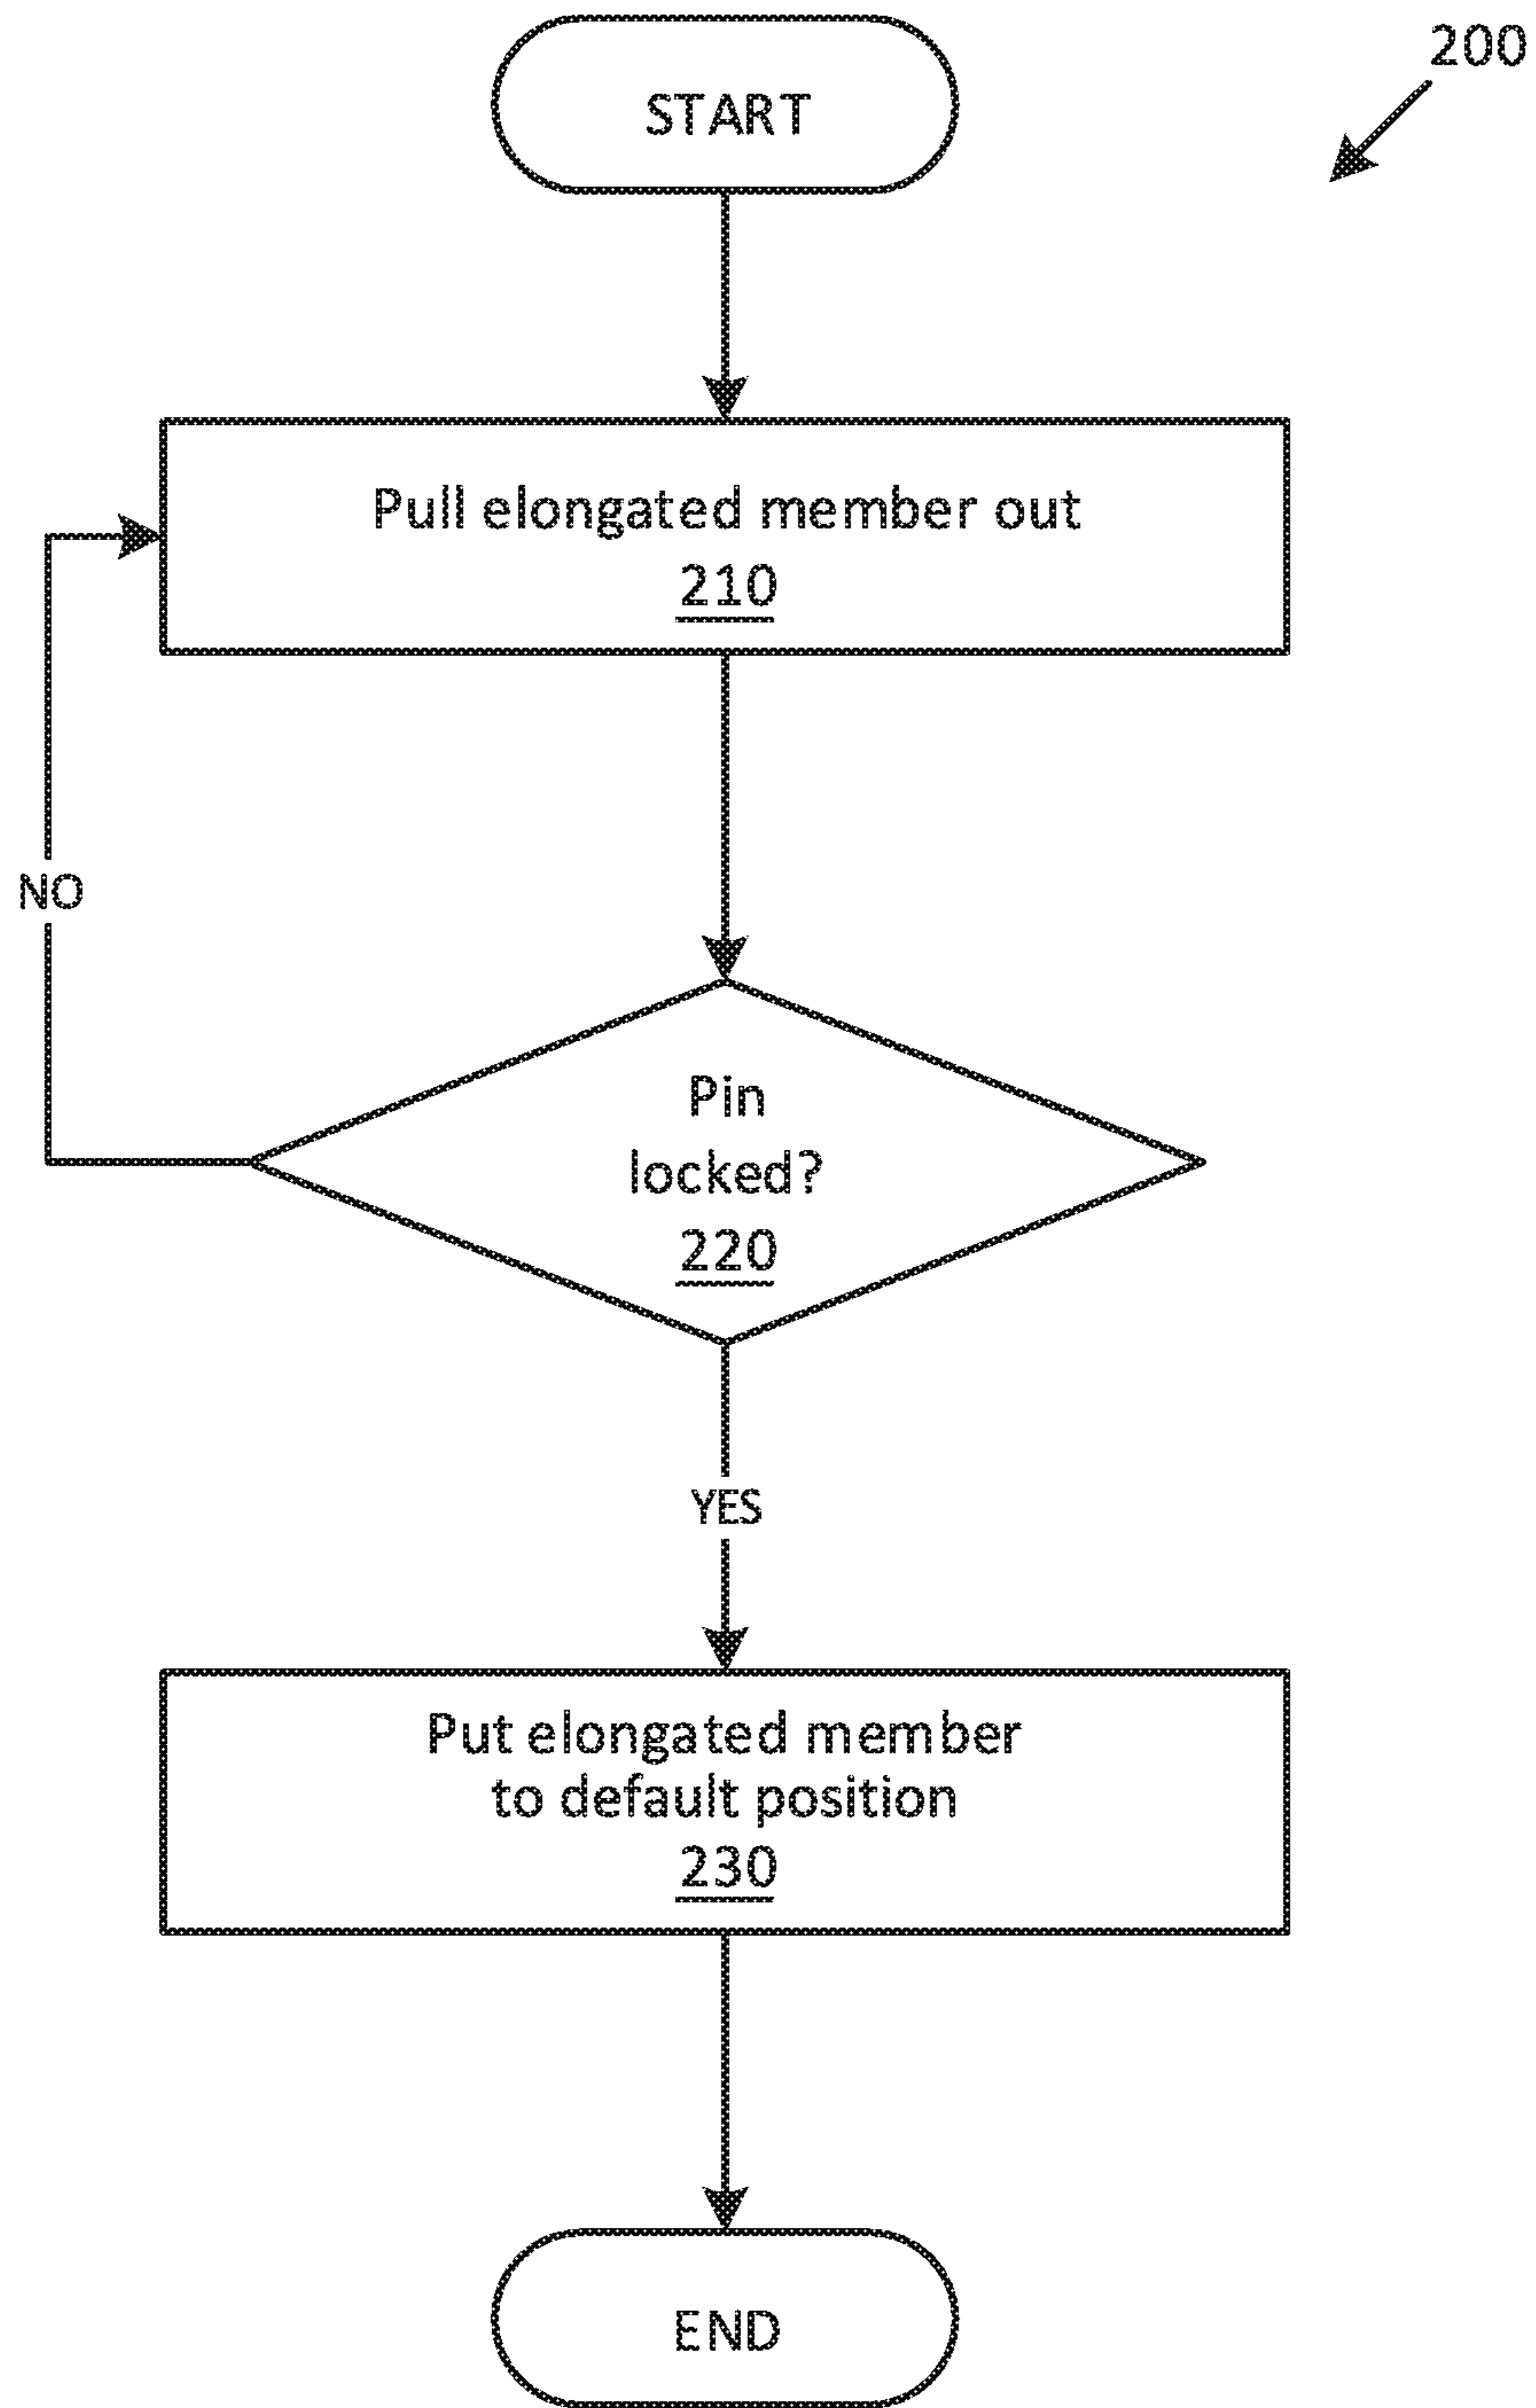 200
START
Pull elongated member out
210
NO
Pin
locked?
220
YES
Put elongated member
to default position
230
END